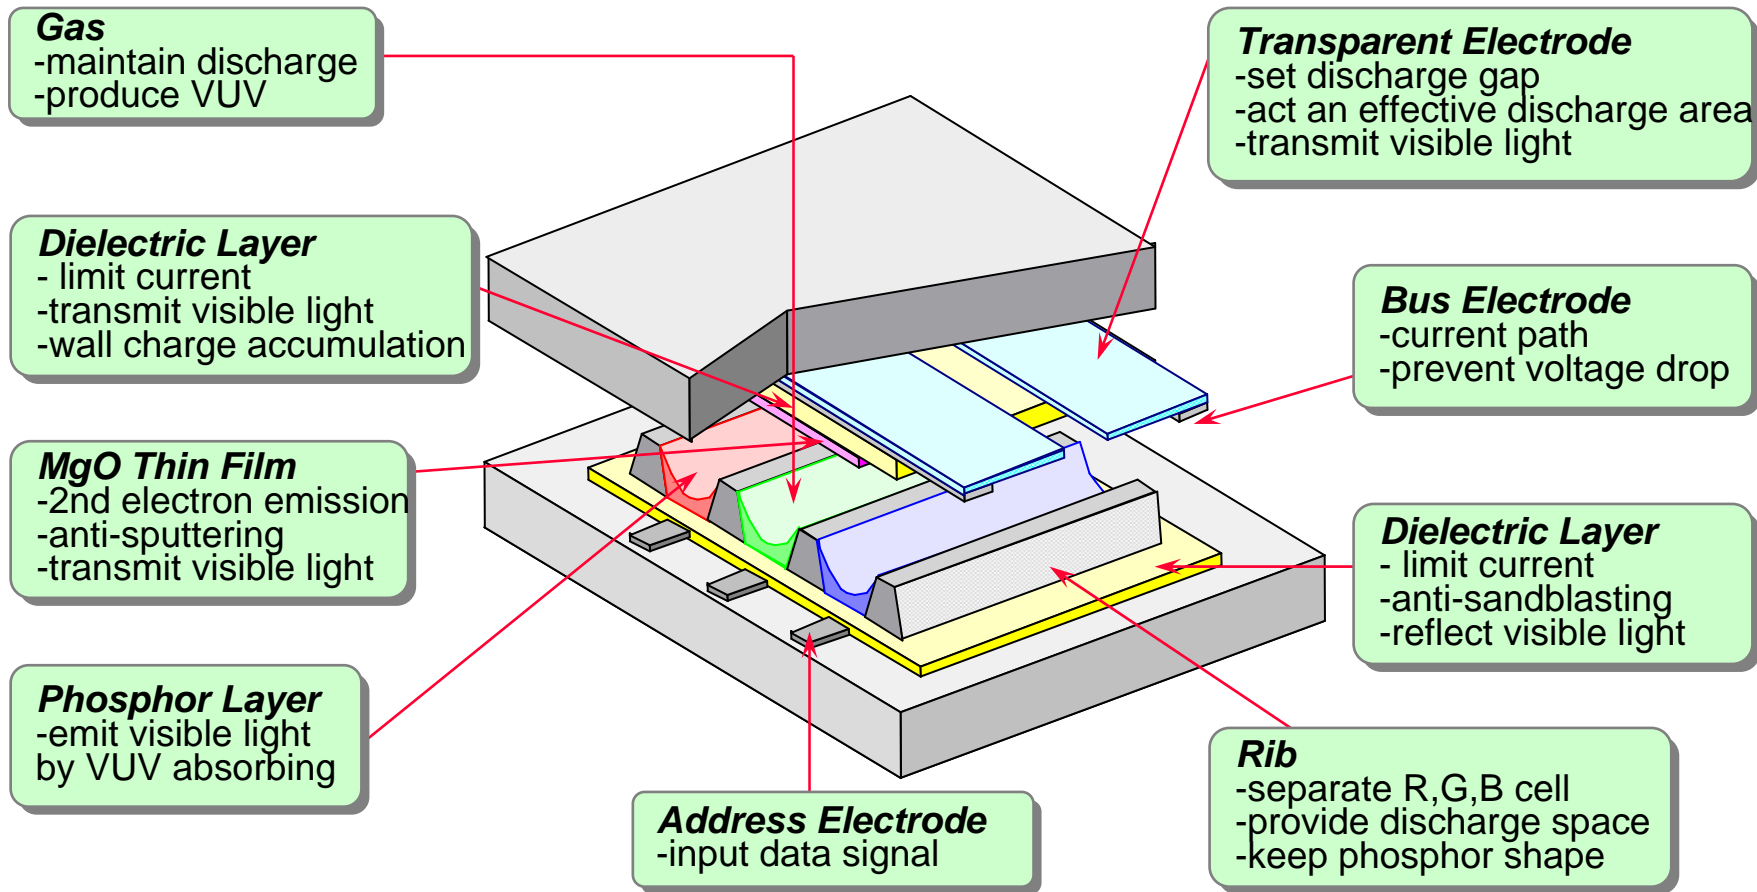 Gas
-maintain discharge
-produce VUV
Transparent Electrode
-set discharge gap
-act an effective discharge area
-transmit visible light
Dielectric Layer
- limit current
-transmit visible light
-wall charge accumulation
Bus Electrode
-current path
-prevent voltage drop
MgO Thin Film
-2nd electron emission
-anti-sputtering
-transmit visible light
Dielectric Layer
- limit current
-anti-sandblasting
-reflect visible light
Phosphor Layer
-emit visible light
by VUV absorbing
Address Electrode
-input data signal
Rib
-separate R,G,B cell
-provide discharge space
-keep phosphor shape